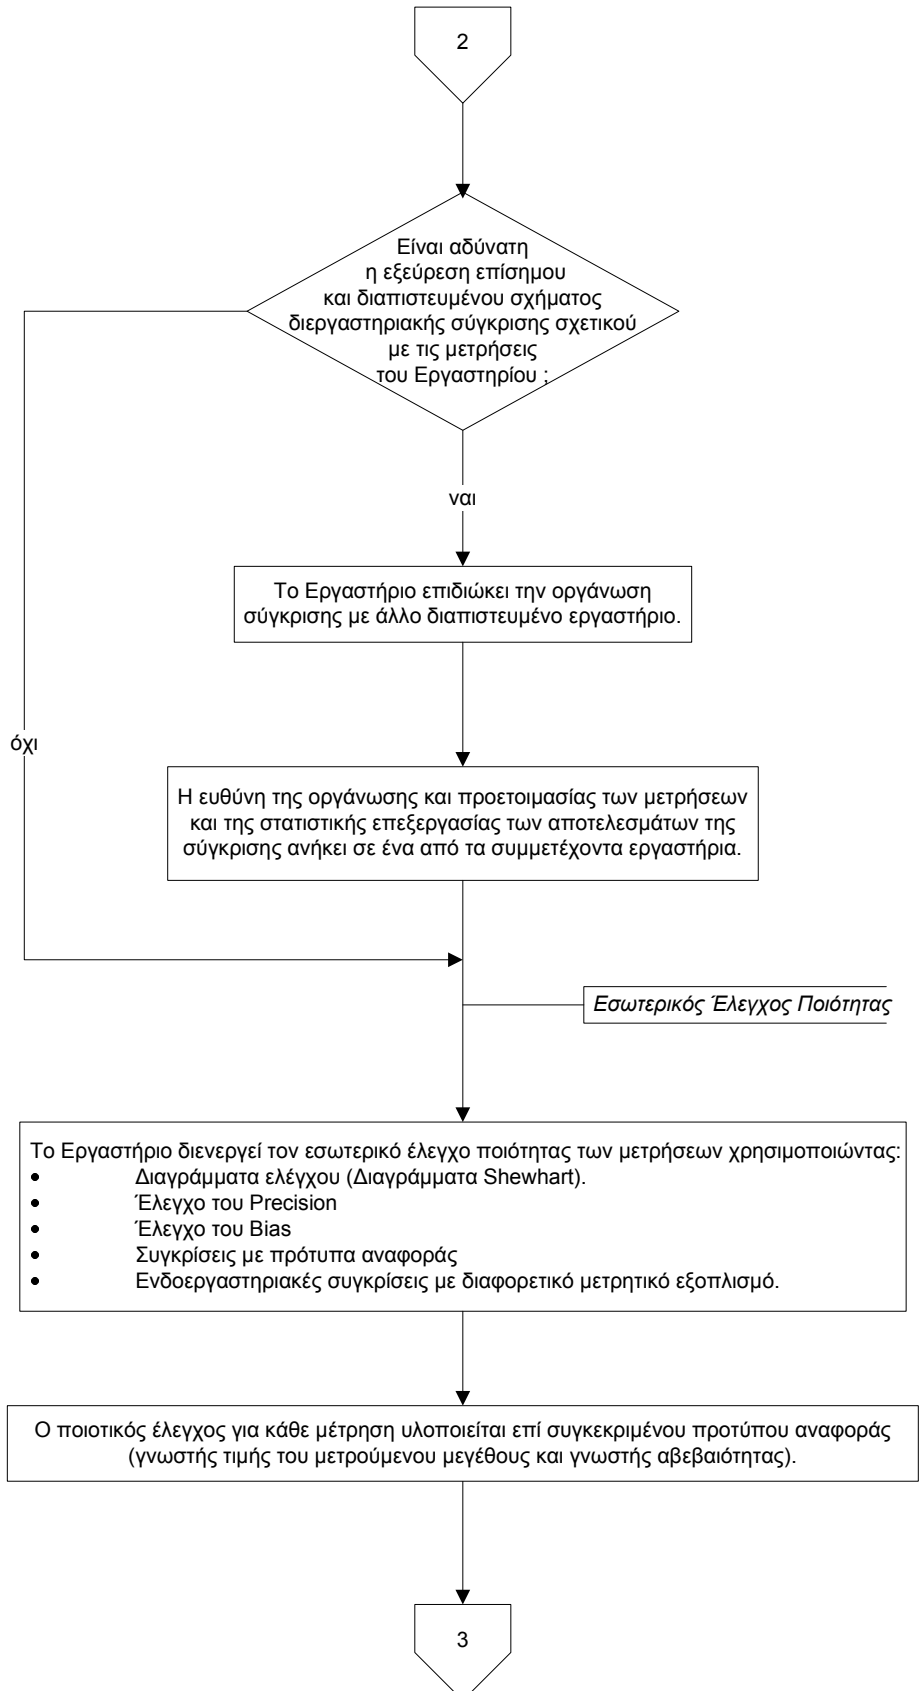 2
Είναι αδύνατη
η εξεύρεση επίσημου
και διαπιστευμένου σχήματος
διεργαστηριακής σύγκρισης σχετικού
με τις μετρήσεις
του Εργαστηρίου ;
ναι
Το Εργαστήριο επιδιώκει την οργάνωση
σύγκρισης με άλλο διαπιστευμένο εργαστήριο.
όχι
Η ευθύνη της οργάνωσης και προετοιμασίας των μετρήσεων
και της στατιστικής επεξεργασίας των αποτελεσμάτων της
σύγκρισης ανήκει σε ένα από τα συμμετέχοντα εργαστήρια.
Εσωτερικός Έλεγχος Ποιότητας
Το Εργαστήριο διενεργεί τον εσωτερικό έλεγχο ποιότητας των μετρήσεων χρησιμοποιώντας:
• Διαγράμματα ελέγχου (Διαγράμματα Shewhart).
• Έλεγχο του Precision
• Έλεγχο του Bias
• Συγκρίσεις με πρότυπα αναφοράς
• Ενδοεργαστηριακές συγκρίσεις με διαφορετικό μετρητικό εξοπλισμό.
Ο ποιοτικός έλεγχος για κάθε μέτρηση υλοποιείται επί συγκεκριμένου προτύπου αναφοράς
(γνωστής τιμής του μετρούμενου μεγέθους και γνωστής αβεβαιότητας).
3